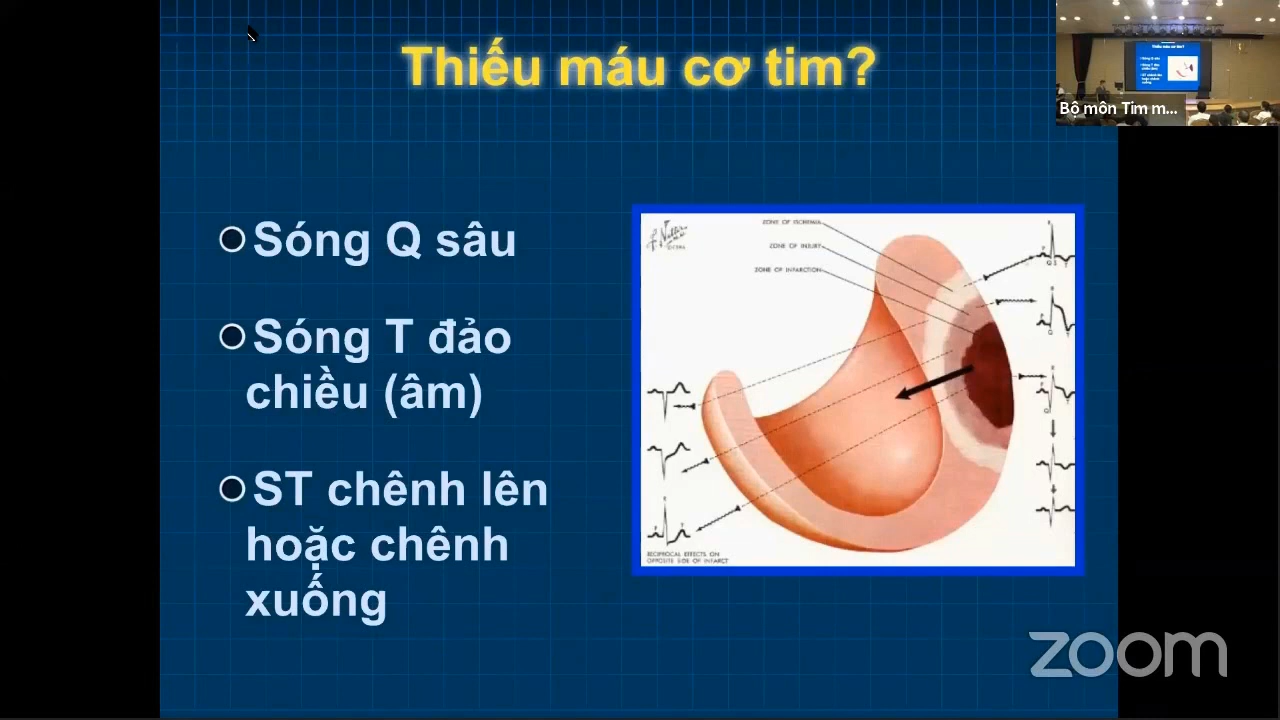 Thiếu máu cơ tim?
Bộ môn Tim m...
Sóng Q sâu
Sóng T đảo
chiều (âm)
ST chênh lên
hoặc chênh
xuống
ZONE OF ISCHEMIA
ZONE OF INJURY
ZONE OF INFARCTION
RECIPROCAL EFFECTS ON
OPPOSITE SIDE OF INFARCT
zoom